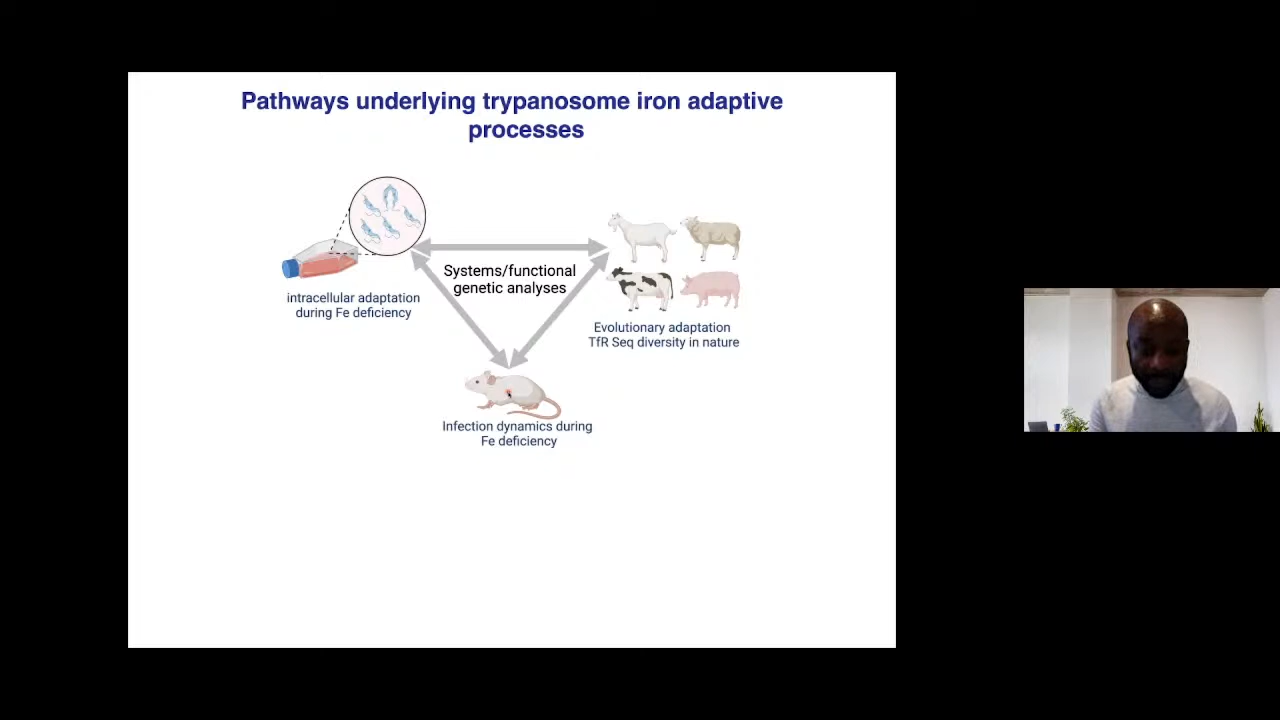 Pathways underlying trypanosome iron adaptive
processes
Systems/functional
genetic analyses
intracellular adaptation
during Fe deficiency
Evolutionary adaptation
TfR Seq diversity in nature
Infection dynamics during
Fe deficiency